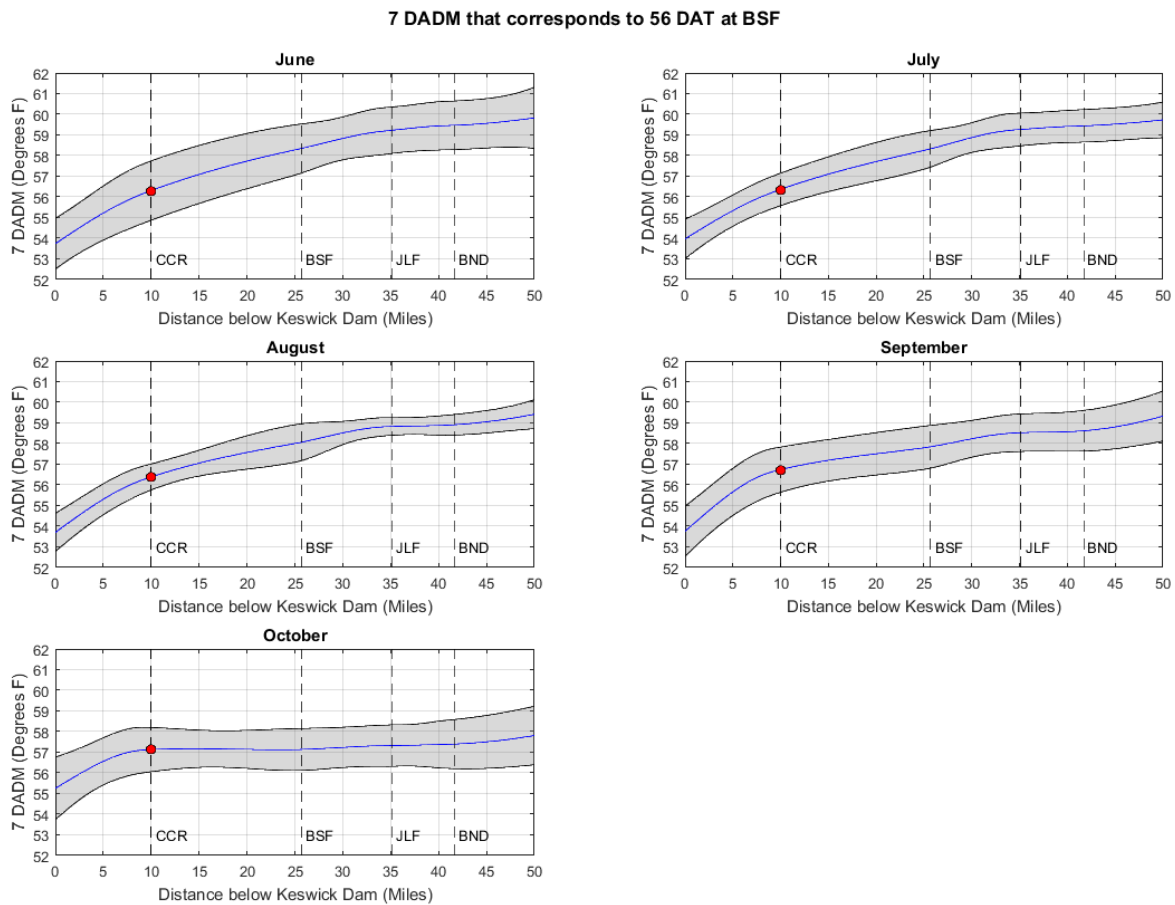 7 DADM that corresponds to 56 DAT at BSF
June
62
61
60
59
58
57
56
55
54
53
52
7 DADM (Degrees F)
CCR BSF JLF BND
0 5 10 15 20 25 30 35 40 45 50
Distance below Keswick Dam (Miles)
July
62
61
60
59
58
57
56
55
54
53
52
7 DADM (Degrees F)
CCR BSF JLF BND
0 5 10 15 20 25 30 35 40 45 50
Distance below Keswick Dam (Miles)
August
62
61
60
59
58
57
56
55
54
53
52
7 DADM (Degrees F)
CCR BSF JLF BND
0 5 10 15 20 25 30 35 40 45 50
Distance below Keswick Dam (Miles)
September
62
61
60
59
58
57
56
55
54
53
52
7 DADM (Degrees F)
CCR BSF JLF BND
0 5 10 15 20 25 30 35 40 45 50
Distance below Keswick Dam (Miles)
October
62
61
60
59
58
57
56
55
54
53
52
7 DADM (Degrees F)
CCR BSF JLF BND
0 5 10 15 20 25 30 35 40 45 50
Distance below Keswick Dam (Miles)